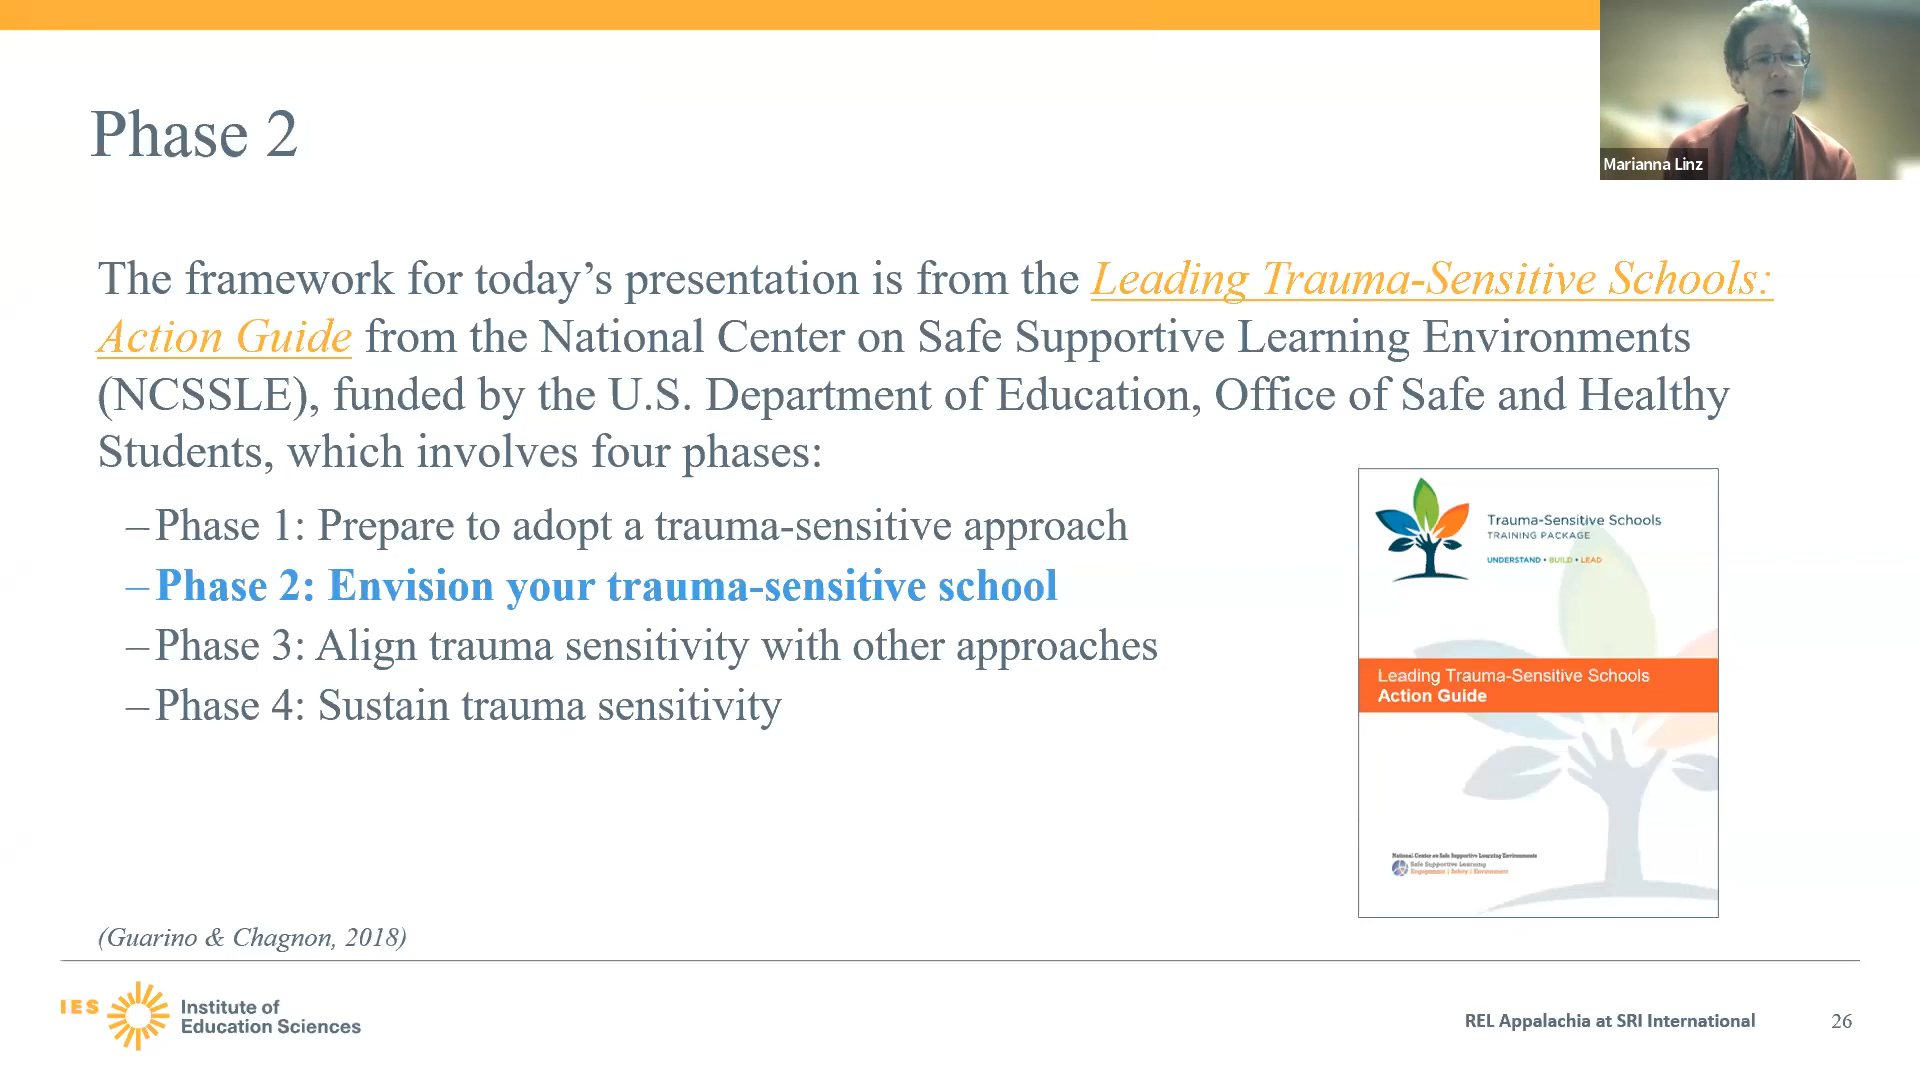 Phase 2
Marianna Linz
The framework for today’s presentation is from the Leading Trauma-Sensitive Schools:
Action Guide from the National Center on Safe Supportive Learning Environments
(NCSSLE), funded by the U.S. Department of Education, Office of Safe and Healthy
Students, which involves four phases:
–Phase 1: Prepare to adopt a trauma-sensitive approach
–Phase 2: Envision your trauma-sensitive school
–Phase 3: Align trauma sensitivity with other approaches
–Phase 4: Sustain trauma sensitivity
Trauma-Sensitive Schools
TRAINING PACKAGE
UNDERSTAND • BUILD • LEAD
Leading Trauma-Sensitive Schools
Action Guide
National Center on Safe Supportive Learning Environments
Safe Supportive Learning
Engagement | Safety | Environment
(Guarino & Chagnon, 2018)
IES
Institute of
Education Sciences
REL Appalachia at SRI International
26